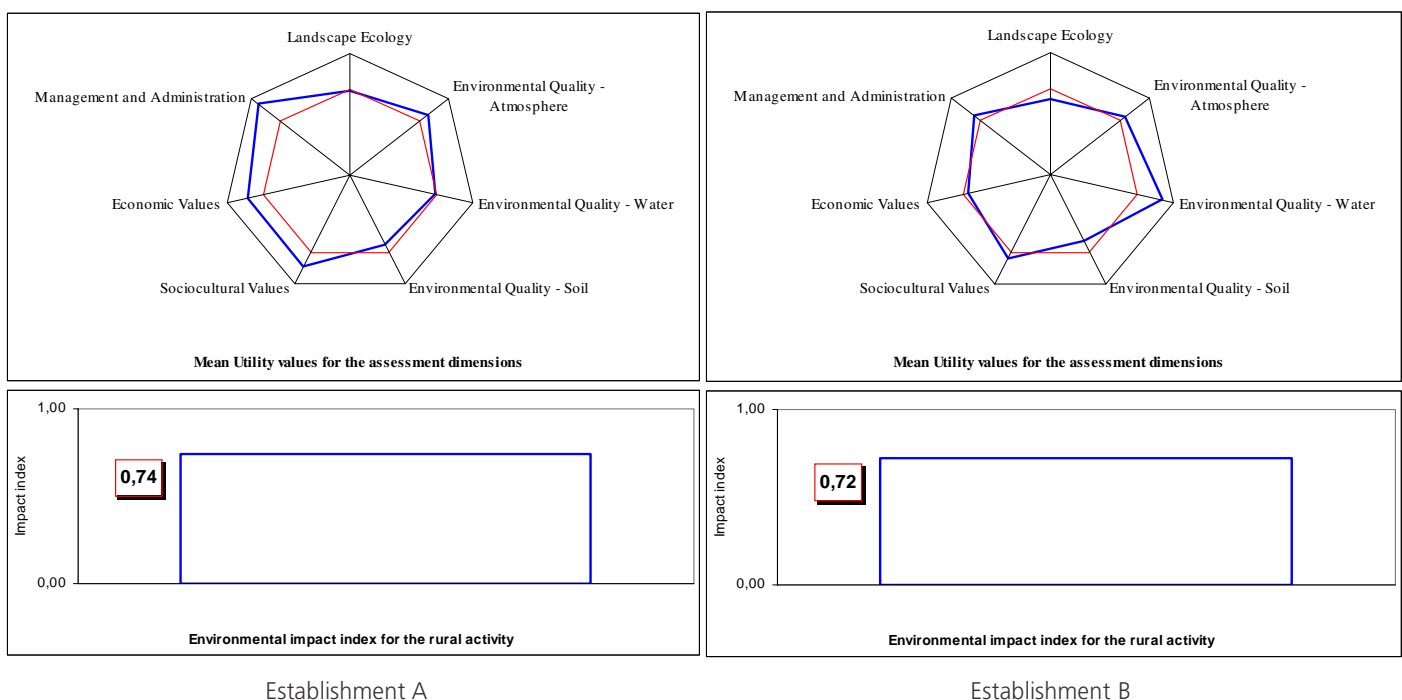 Landscape Ecology
Environmental Quality -
Atmosphere
Management and Administration
Economic Values
Environmental Quality - Water
Sociocultural Values
Environmental Quality - Soil
Mean Utility values for the assessment dimensions
1,00
Impact index
0,74
0,00
Environmental impact index for the rural activity
Establishment A
Landscape Ecology
Environmental Quality -
Atmosphere
Management and Administration
Economic Values
Environmental Quality - Water
Sociocultural Values
Environmental Quality - Soil
Mean Utility values for the assessment dimensions
1,00
Impact index
0,72
0,00
Environmental impact index for the rural activity
Establishment B